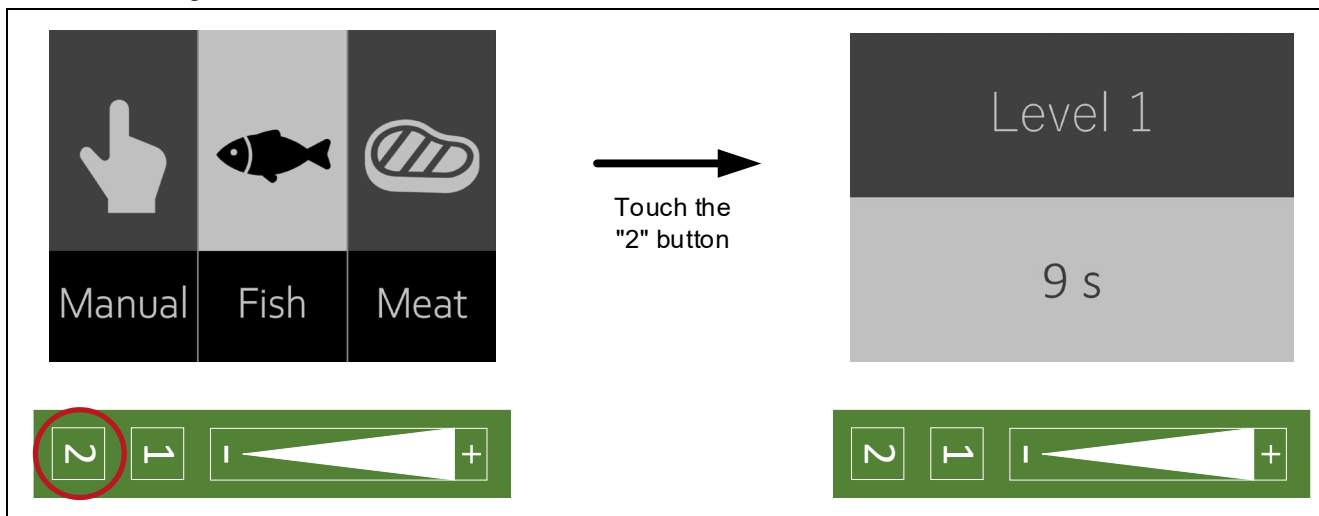 Manual Fish Meat
Touch the
"2" button
Level 1
9 s
2 1 - +
2 1 - +